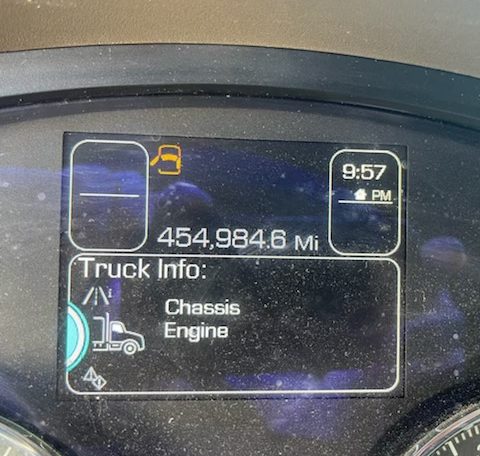 9:57
PM
454,984.6 Mi
Truck Info:
Chassis
Engine